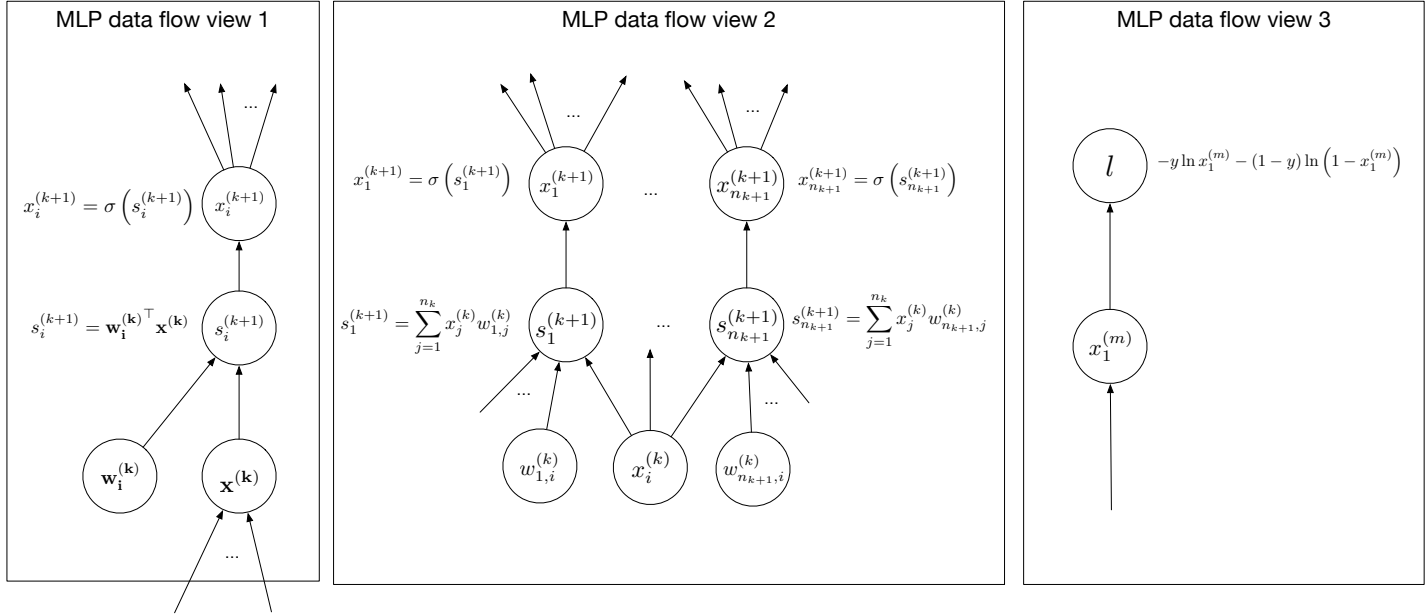 MLP data flow view 1
...
x_i^{(k+1)} = σ(s_i^{(k+1)})
x_i^{(k+1)}
s_i^{(k+1)} = w_i^{(k)⊤} x^{(k)}
s_i^{(k+1)}
w_i^{(k)}
x^{(k)}
...
MLP data flow view 2
...
...
x_1^{(k+1)} = σ(s_1^{(k+1)})
x_1^{(k+1)}
...
x_{n_{k+1}}^{(k+1)}
x_{n_{k+1}}^{(k+1)} = σ(s_{n_{k+1}}^{(k+1)})
s_1^{(k+1)} = \sum_{j=1}^{n_k} x_j^{(k)} w_{1,j}^{(k)}
s_1^{(k+1)}
...
s_{n_{k+1}}^{(k+1)}
s_{n_{k+1}}^{(k+1)} = \sum_{j=1}^{n_k} x_j^{(k)} w_{n_{k+1},j}^{(k)}
...
...
w_{1,i}^{(k)}
x_i^{(k)}
w_{n_{k+1},i}^{(k)}
MLP data flow view 3
l
-y ln x_1^{(m)} - (1 - y) ln(1 - x_1^{(m)})
x_1^{(m)}